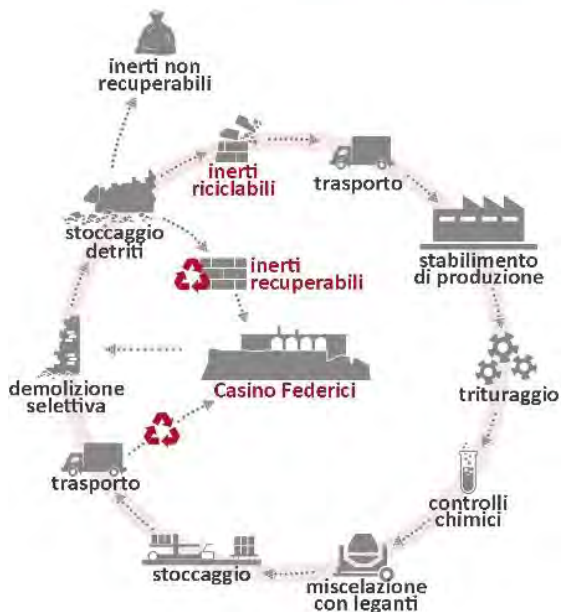 inerti non
recuperabili
inerti
riciclabili
trasporto
stoccaggio
detriti
stabilimento
di produzione
inerti
recuperabili
demolizione
selettiva
Casino Federici
trituraggio
trasporto
controlli
chimici
stoccaggio
miscelazione
con leganti